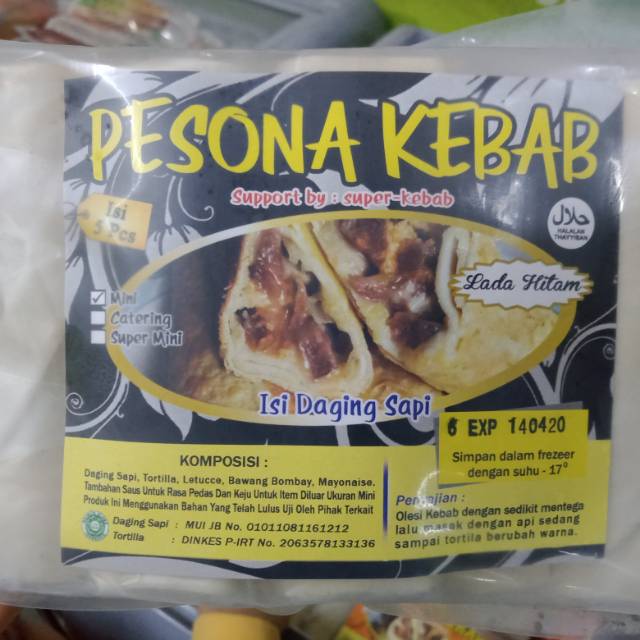 PESONA KEBAB
Support by : super-kebab
Isi
5 Pcs
حلال
HALALAN
THAYYIBAN
Mini
Catering
Super Mini
Lada Hitam
Isi Daging Sapi
6 EXP 140420
Simpan dalam frezeer
dengan suhu - 17°
KOMPOSISI :
Daging Sapi, Tortilla, Letucce, Bawang Bombay, Mayonaise.
Tambahan Saus Untuk Rasa Pedas Dan Keju Untuk Item Diluar Ukuran Mini
Produk Ini Menggunakan Bahan Yang Telah Lulus Uji Oleh Pihak Terkait
Daging Sapi : MUI JB No. 01011081161212
Tortilla : DINKES P-IRT No. 2063578133136
Penyajian :
Olesi Kebab dengan sedikit mentega
lalu masak dengan api sedang
sampai tortila berubah warna.